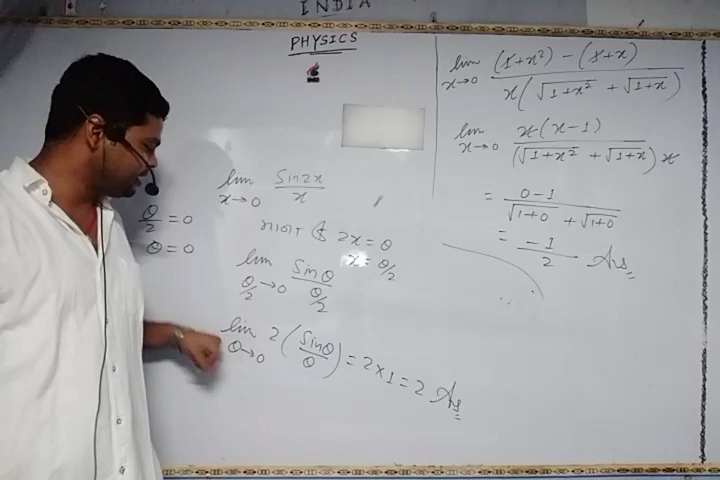 INDIA
PHYSICS
lim x→0 Sin2x/x
माना कि 2x = θ
x = θ/2
θ/2 = 0
θ = 0
lim θ/2→0 Sinθ/(θ/2)
lim θ→0 2(Sinθ/θ) = 2×1 = 2 Ans
lim x→0 (1+x²) − (1+x) / x(√1+x² + √1+x)
lim x→0 x(x−1) / (√1+x² + √1+x) x
= 0−1 / √1+0 + √1+0
= −1/2 Ans